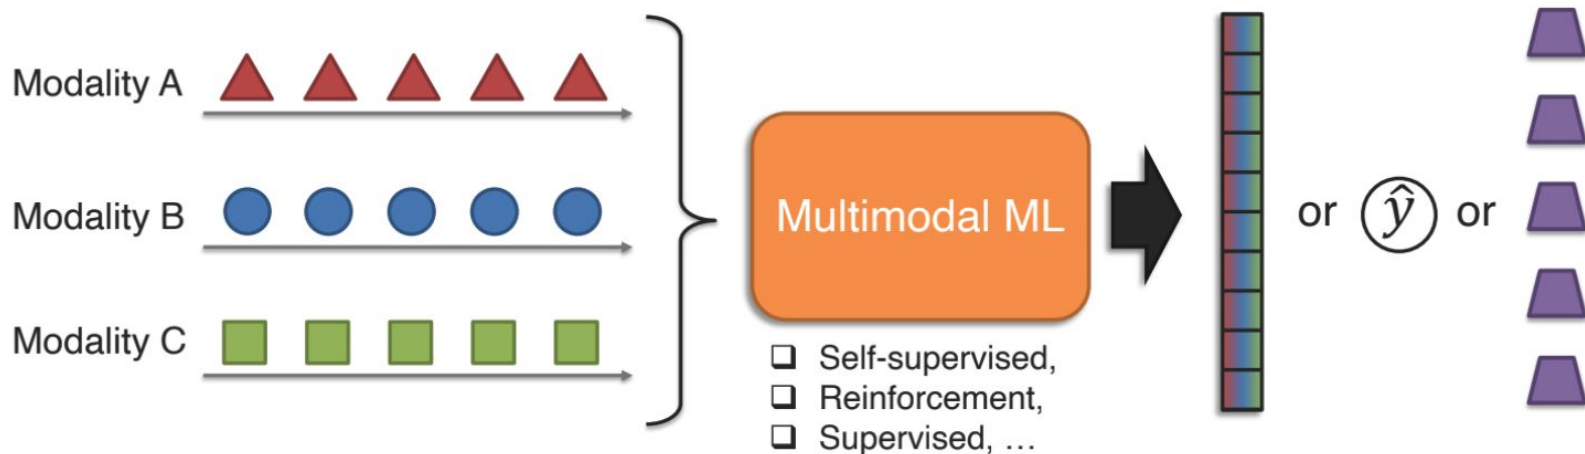 Modality A
Modality B
Modality C
Multimodal ML
❑ Self-supervised,
❑ Reinforcement,
❑ Supervised, …
or ŷ or